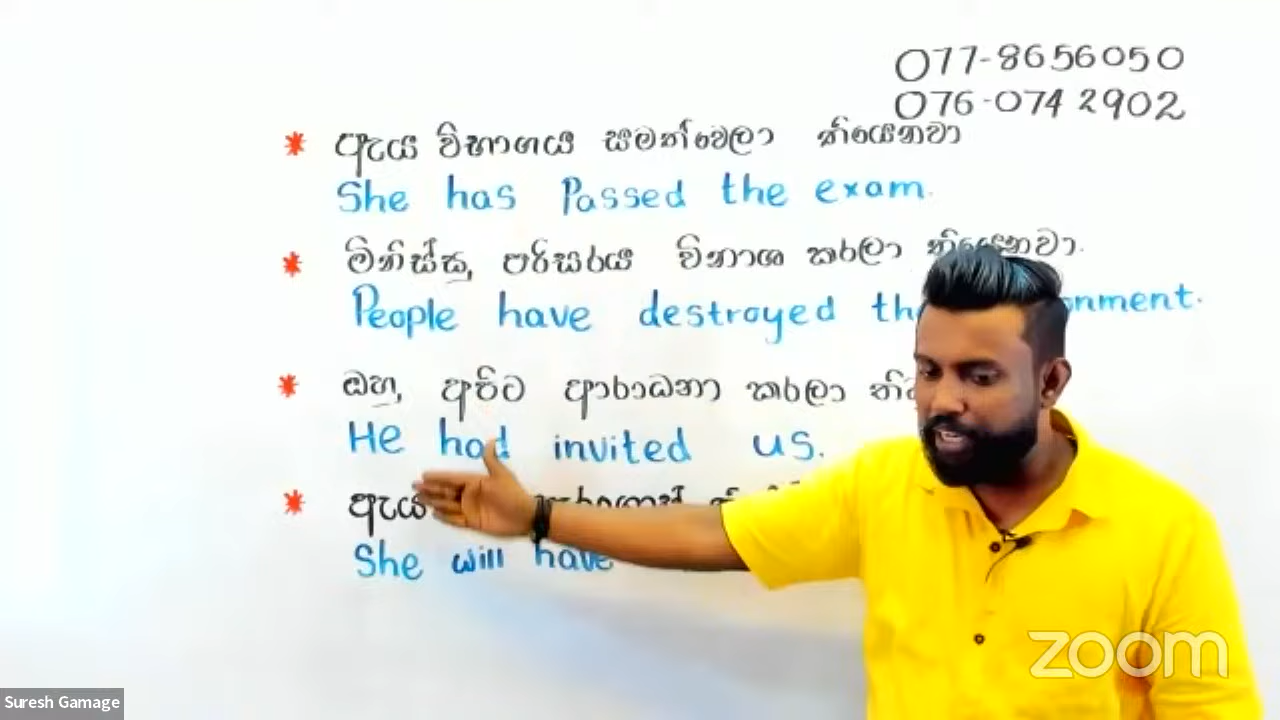 077-8656050
076-074 2902
* ඇය විභාගය සමත්වෙලා තියෙනවා
She has Passed the exam.
* මිනිස්සු පරිසරය විනාශ කරලා තියෙනවා.
People have destroyed
* ඔහු අපිට ආරාධනා කරලා
He had invited us.
* ඇය
She will have
zoom
Suresh Gamage